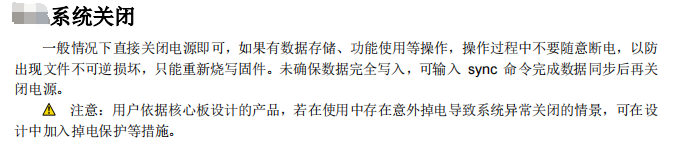 系统关闭
一般情况下直接关闭电源即可，如果有数据存储、功能使用等操作，操作过程中不要随意断电，以防
出现文件不可逆损坏，只能重新烧写固件。未确保数据完全写入，可输入 sync 命令完成数据同步后再关
闭电源。
注意：用户依据核心板设计的产品，若在使用中存在意外掉电导致系统异常关闭的情景，可在设
计中加入掉电保护等措施。